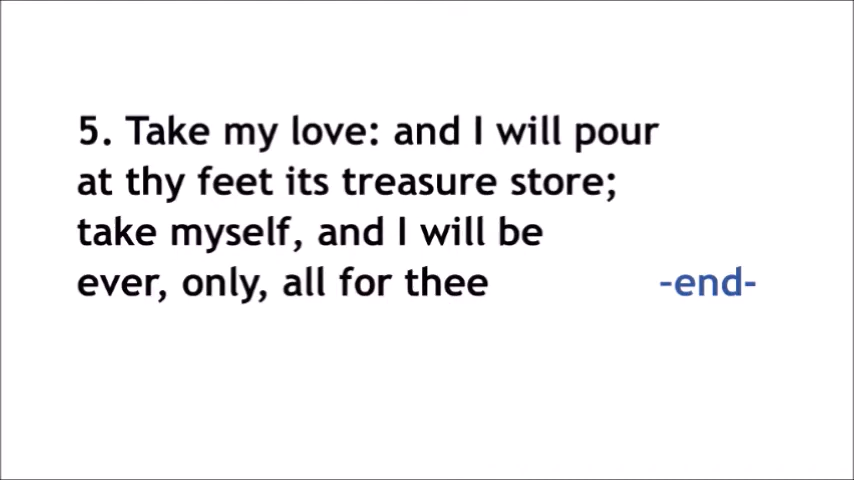 5. Take my love: and I will pour
at thy feet its treasure store;
take myself, and I will be
ever, only, all for thee -end-